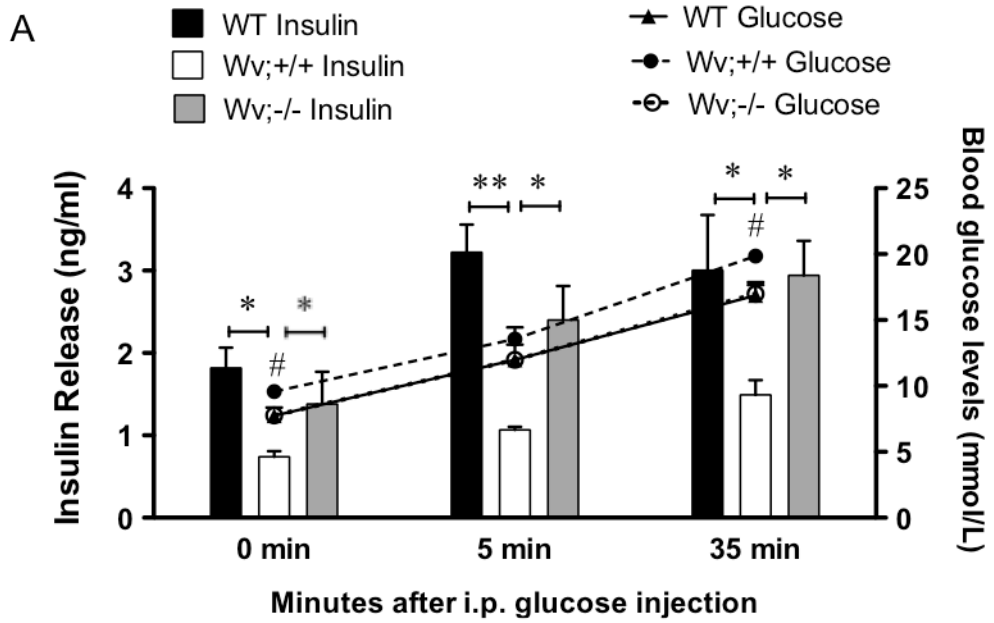 A
WT Insulin
Wv;+/+ Insulin
Wv;-/- Insulin
WT Glucose
Wv;+/+ Glucose
Wv;-/- Glucose
Insulin Release (ng/ml)
4
3
2
1
0
* *
#
** *
* *
#
25
20
15
10
5
0
Blood glucose levels (mmol/L)
0 min 5 min 35 min
Minutes after i.p. glucose injection